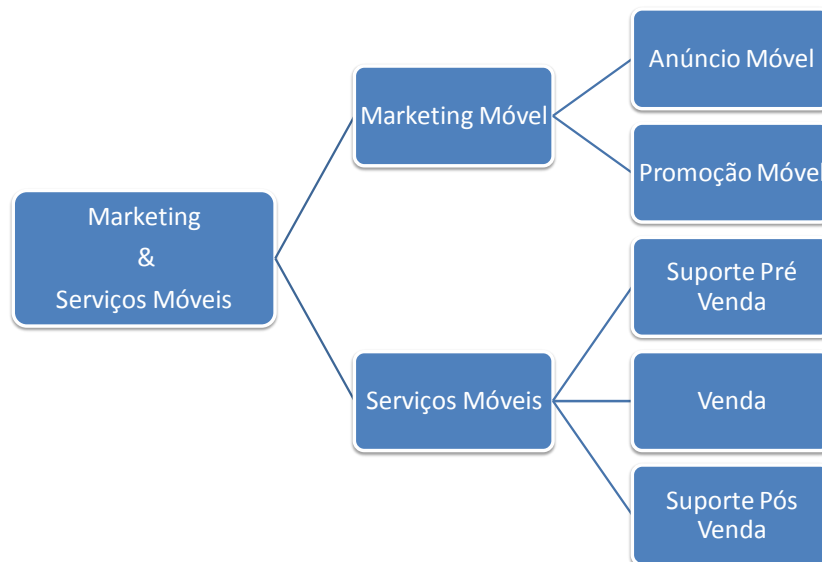 Marketing
&
Serviços Móveis
Marketing Móvel
Anúncio Móvel
Promoção Móvel
Serviços Móveis
Suporte Pré
Venda
Venda
Suporte Pós
Venda